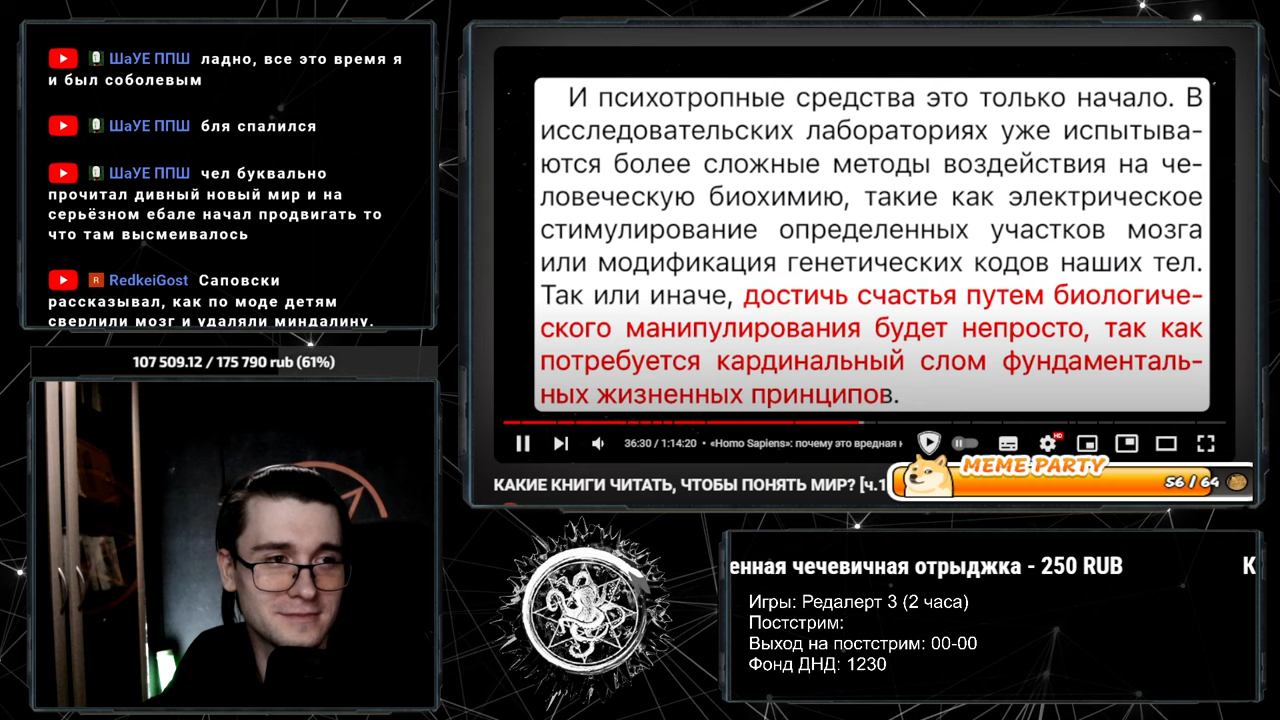 ШаУЕ ППШ ладно, все это время я
и был соболевым
ШаУЕ ППШ бля спалился
ШаУЕ ППШ чел буквально
прочитал дивный новый мир и на
серьёзном ебале начал продвигать то
что там высмеивалось
R RedkeiGost Саповски
рассказывал, как по моде детям
сверлили мозг и удаляли миндалину.
107 509.12 / 175 790 rub (61%)
И психотропные средства это только начало. В
исследовательских лабораториях уже испытыва-
ются более сложные методы воздействия на че-
ловеческую биохимию, такие как электрическое
стимулирование определенных участков мозга
или модификация генетических кодов наших тел.
Так или иначе, достичь счастья путем биологиче-
ского манипулирования будет непросто, так как
потребуется кардинальный слом фундаменталь-
ных жизненных принципов.
36:30 / 1:14:20 • «Homo Sapiens»: почему это вредная
HD
MEME PARTY
56 / 64
КАКИЕ КНИГИ ЧИТАТЬ, ЧТОБЫ ПОНЯТЬ МИР? [ч.1
енная чечевичная отрыджка - 250 RUB К
Игры: Редалерт 3 (2 часа)
Постстрим:
Выход на постстрим: 00-00
Фонд ДНД: 1230